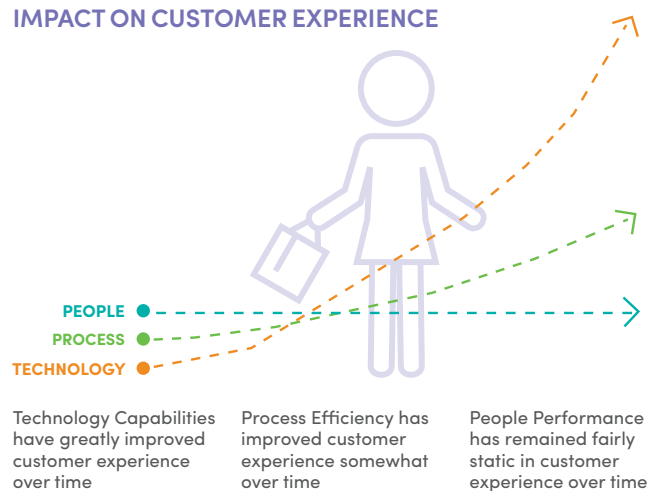 IMPACT ON CUSTOMER EXPERIENCE
PEOPLE
PROCESS
TECHNOLOGY
Technology Capabilities
have greatly improved
customer experience
over time
Process Efficiency has
improved customer
experience somewhat
over time
People Performance
has remained fairly
static in customer
experience over time